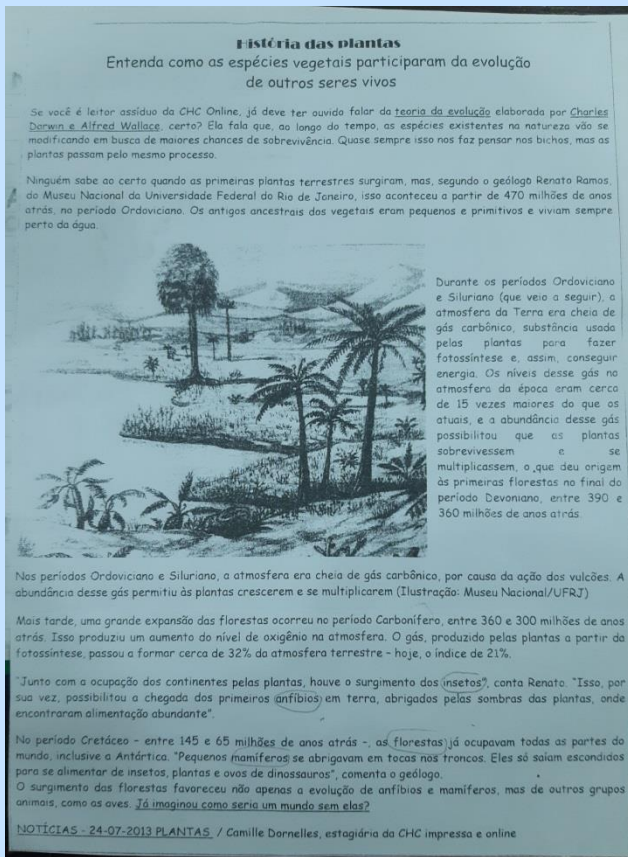 História das plantas
Entenda como as espécies vegetais participaram da evolução
de outros seres vivos
Se você é leitor assíduo da CHC Online, já deve ter ouvido falar da teoria da evolução elaborada por Charles
Darwin e Alfred Wallace, certo? Ela fala que, ao longo do tempo, as espécies existentes na natureza vão se
modificando em busca de maiores chances de sobrevivência. Quase sempre isso nos faz pensar nos bichos, mas as
plantas passam pelo mesmo processo.
Ninguém sabe ao certo quando as primeiras plantas terrestres surgiram, mas, segundo o geólogo Renato Ramos,
do Museu Nacional da Universidade Federal do Rio de Janeiro, isso aconteceu a partir de 470 milhões de anos
atrás, no período Ordoviciano. Os antigos ancestrais dos vegetais eram pequenos e primitivos e viviam sempre
perto da água.
Durante os períodos Ordoviciano
e Siluriano (que veio a seguir), a
atmosfera da Terra era cheia de
gás carbônico, substância usada
pelas plantas para fazer
fotossíntese e, assim, conseguir
energia. Os níveis desse gás na
atmosfera da época eram cerca
de 15 vezes maiores do que os
atuais, e a abundância desse gás
possibilitou que as plantas
sobrevivessem e se
multiplicassem, o que deu origem
às primeiras florestas no final do
período Devoniano, entre 390 e
360 milhões de anos atrás.
Nos períodos Ordoviciano e Siluriano, a atmosfera era cheia de gás carbônico, por causa da ação dos vulcões. A
abundância desse gás permitiu às plantas crescerem e se multiplicarem (Ilustração: Museu Nacional/UFRJ)
Mais tarde, uma grande expansão das florestas ocorreu no período Carbonífero, entre 360 e 300 milhões de anos
atrás. Isso produziu um aumento do nível de oxigênio na atmosfera. O gás, produzido pelas plantas a partir da
fotossíntese, passou a formar cerca de 32% da atmosfera terrestre – hoje, o índice de 21%.
"Junto com a ocupação dos continentes pelas plantas, houve o surgimento dos insetos", conta Renato. "Isso, por
sua vez, possibilitou a chegada dos primeiros anfíbios em terra, abrigados pelas sombras das plantas, onde
encontraram alimentação abundante".
No período Cretáceo – entre 145 e 65 milhões de anos atrás –, as florestas já ocupavam todas as partes do
mundo, inclusive a Antártica. "Pequenos mamíferos se abrigavam em tocas nos troncos. Eles só saíam escondidos
para se alimentar de insetos, plantas e ovos de dinossauros", comenta o geólogo.
O surgimento das florestas favoreceu não apenas a evolução de anfíbios e mamíferos, mas de outros grupos
animais, como as aves. Já imaginou como seria um mundo sem elas?
NOTÍCIAS - 24-07-2013 PLANTAS / Camille Dornelles, estagiária da CHC impressa e online